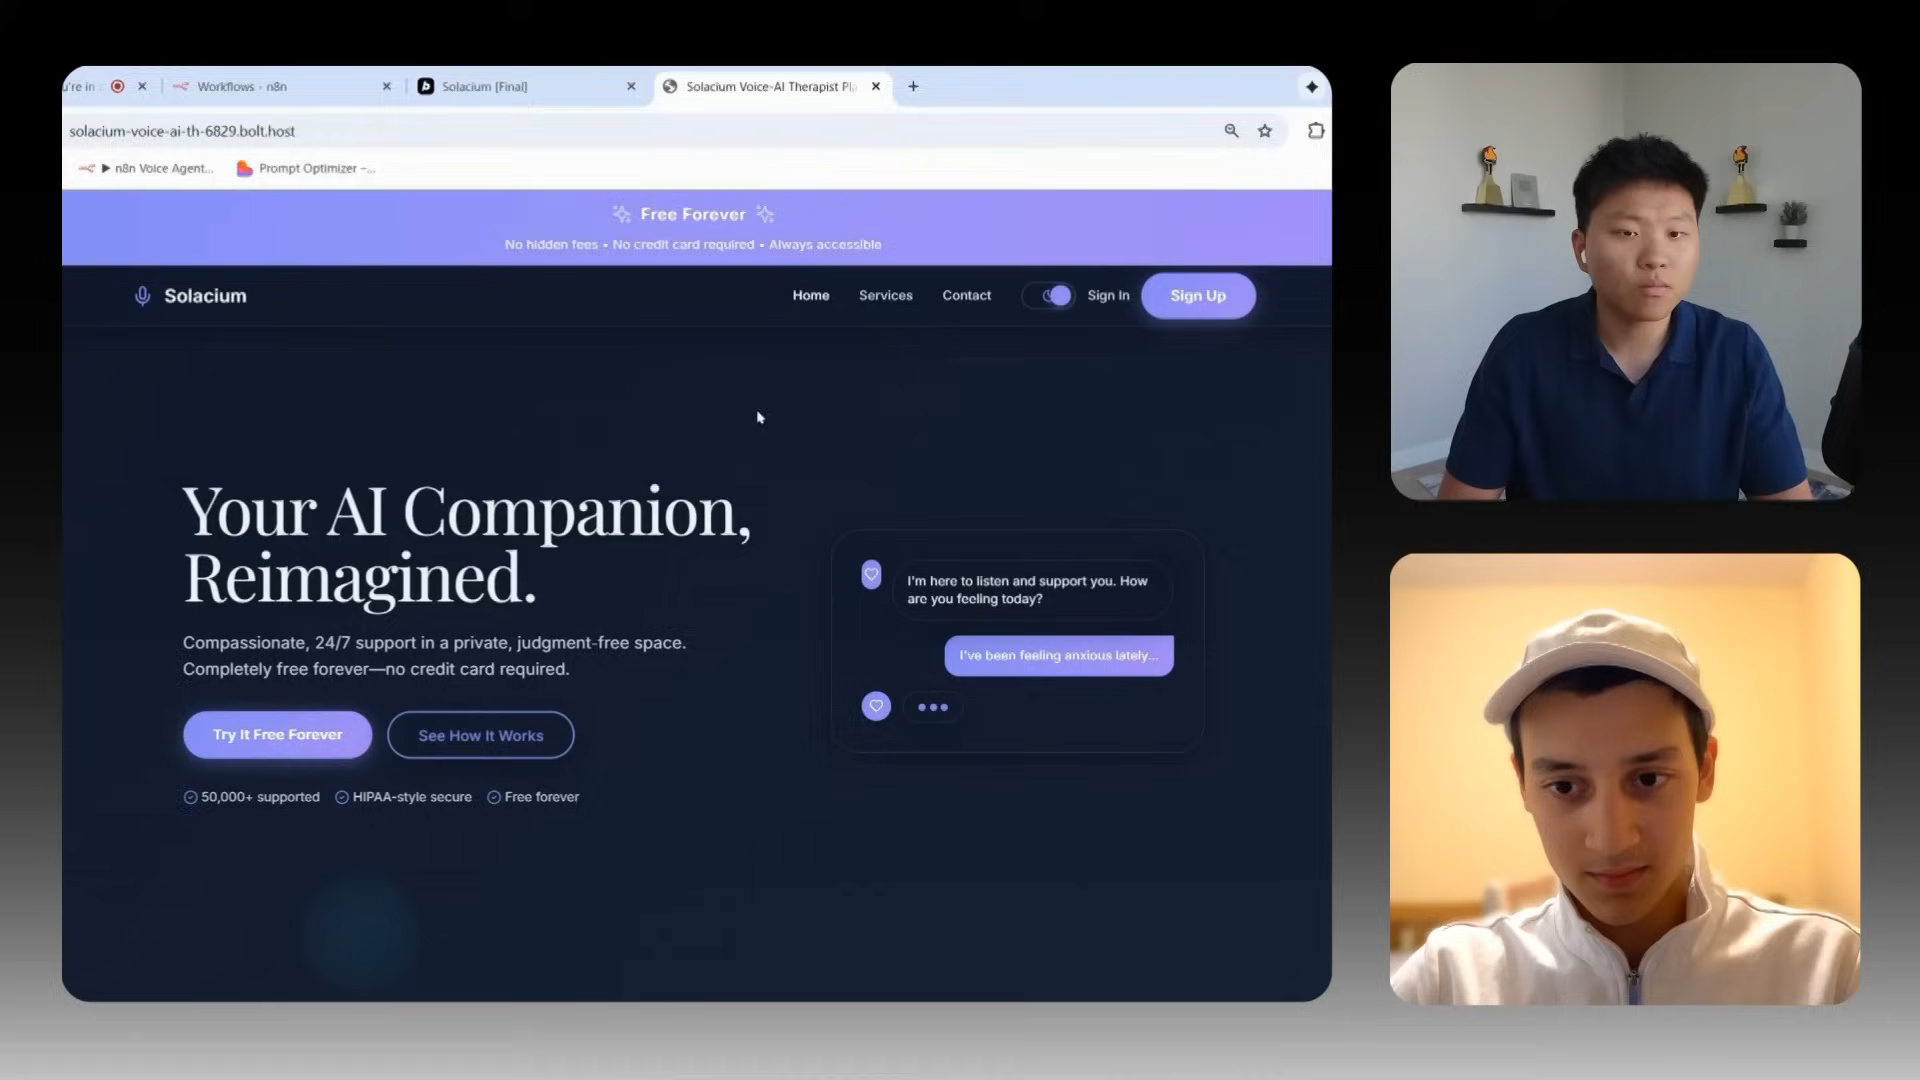 u're in
Workflows - n8n
Solacium [Final]
Solacium Voice-AI Therapist Pla
solacium-voice-ai-th-6829.bolt.host
n8n Voice Agent...
Prompt Optimizer –...
Free Forever
No hidden fees • No credit card required • Always accessible
Solacium
Home
Services
Contact
Sign In
Sign Up
Your AI Companion,
Reimagined.
Compassionate, 24/7 support in a private, judgment-free space.
Completely free forever—no credit card required.
Try It Free Forever
See How It Works
50,000+ supported
HIPAA-style secure
Free forever
I'm here to listen and support you. How
are you feeling today?
I've been feeling anxious lately...